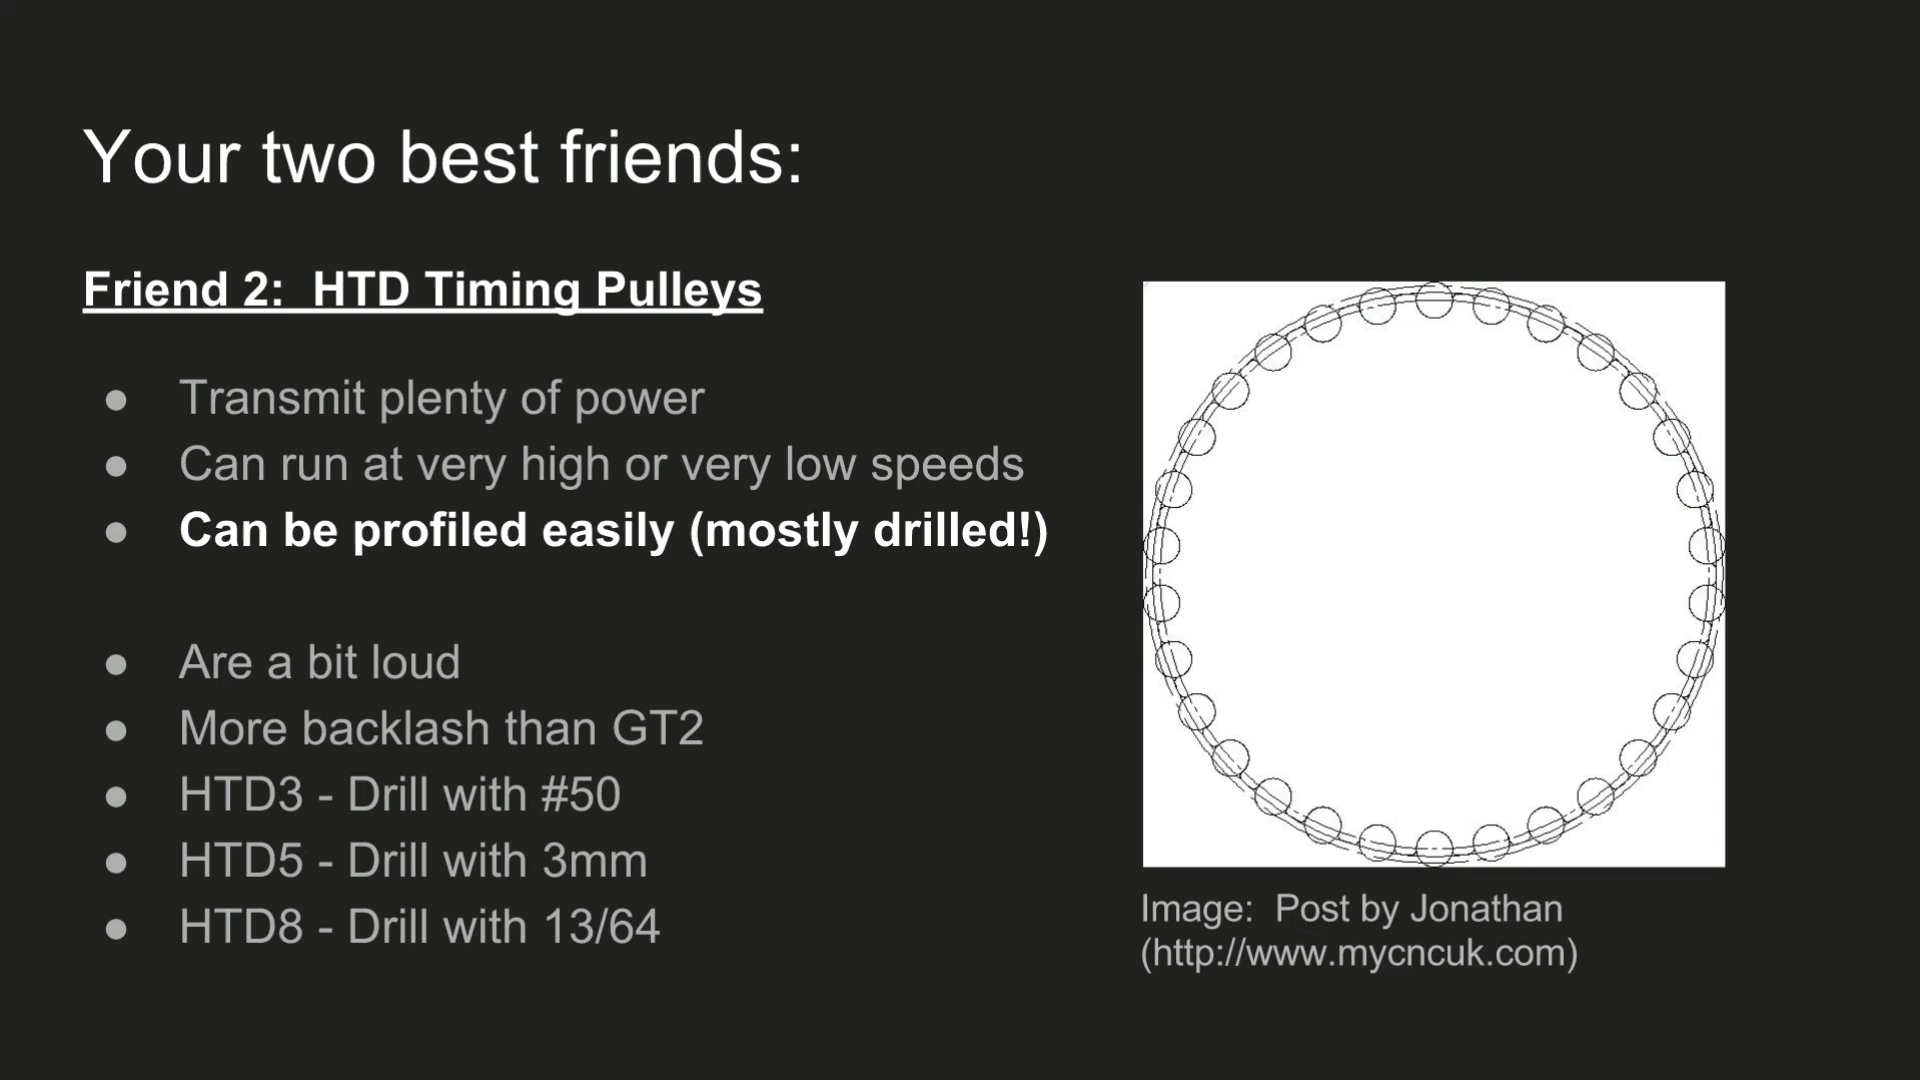 Your two best friends:
Friend 2:  HTD Timing Pulleys
● Transmit plenty of power
● Can run at very high or very low speeds
● Can be profiled easily (mostly drilled!)
● Are a bit loud
● More backlash than GT2
● HTD3 - Drill with #50
● HTD5 - Drill with 3mm
● HTD8 - Drill with 13/64
Image:  Post by Jonathan
(http://www.mycncuk.com)